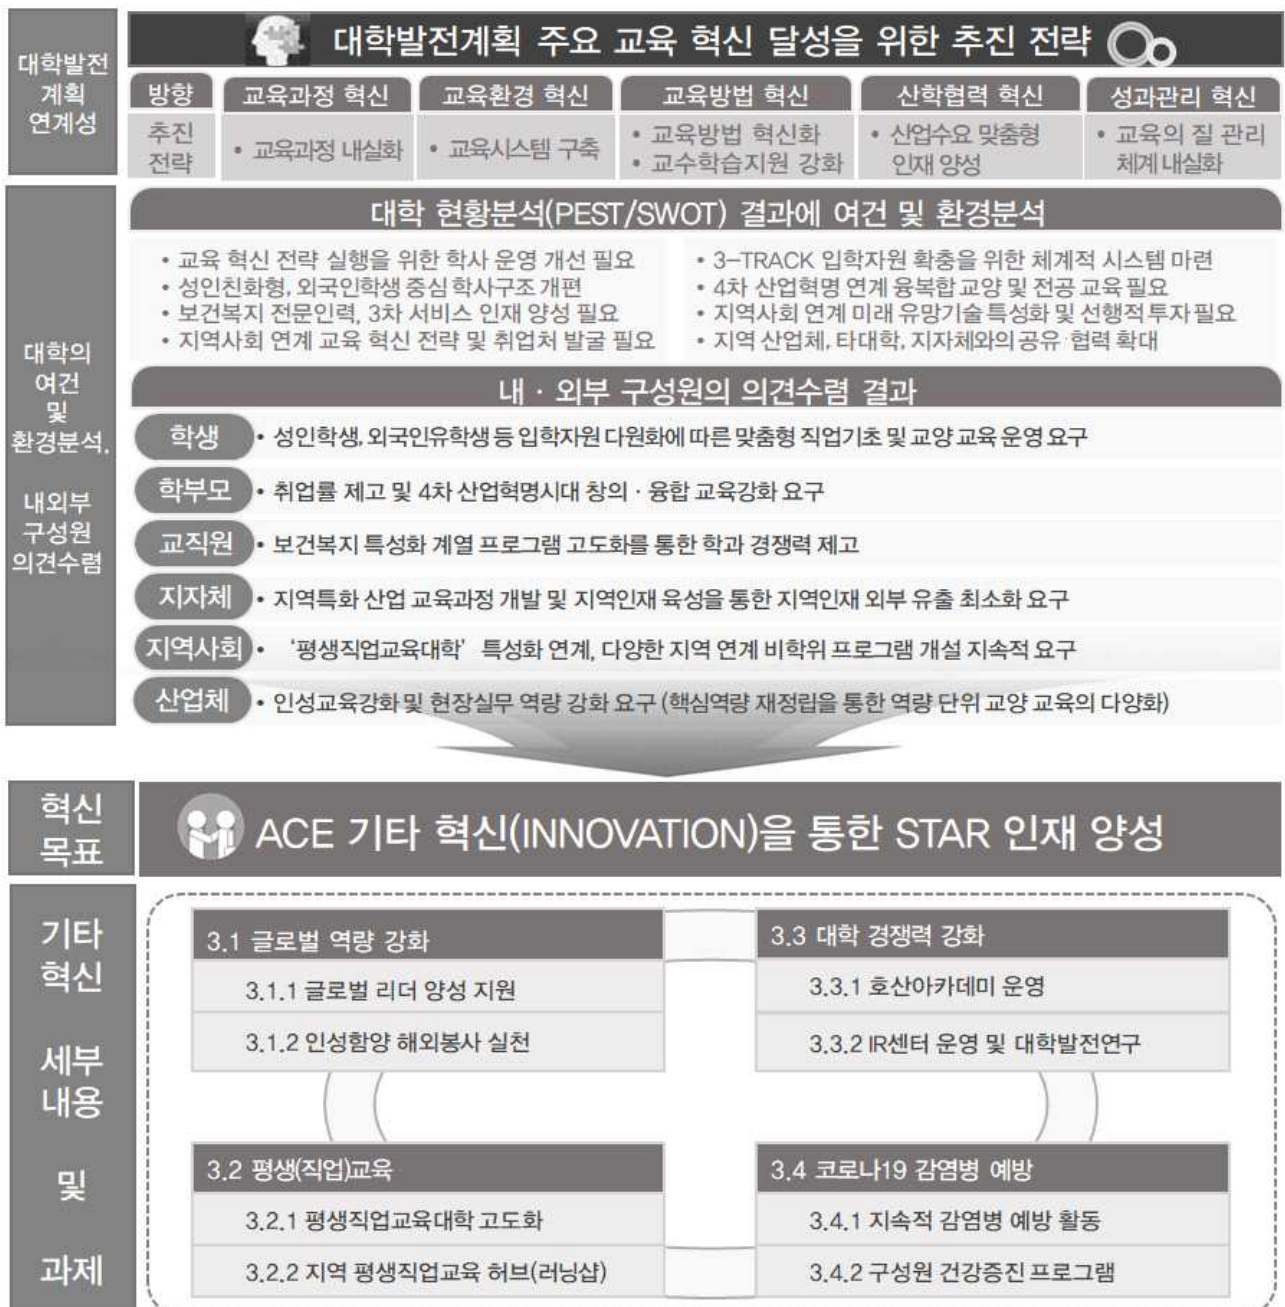 대학발전
계획
연계성
대학발전계획 주요 교육 혁신 달성을 위한 추진 전략
방향
교육과정 혁신
교육환경 혁신
교육방법 혁신
산학협력 혁신
성과관리 혁신
추진
전략
• 교육과정 내실화
• 교육시스템 구축
• 교육방법 혁신화
• 교수학습지원 강화
• 산업수요 맞춤형
인재 양성
• 교육의 질 관리
체계 내실화
대학의
여건
및
환경분석,
내외부
구성원
의견수렴
대학 현황분석(PEST/SWOT) 결과에 여건 및 환경분석
• 교육 혁신 전략 실행을 위한 학사 운영 개선 필요
• 성인친화형, 외국인학생 중심 학사구조 개편
• 보건복지 전문인력, 3차 서비스 인재 양성 필요
• 지역사회 연계 교육 혁신 전략 및 취업처 발굴 필요
• 3-TRACK 입학자원 확충을 위한 체계적 시스템 마련
• 4차 산업혁명 연계 융복합 교양 및 전공 교육 필요
• 지역사회 연계 미래 유망기술 특성화 및 선행적 투자 필요
• 지역 산업체, 타대학, 지자체와의 공유·협력 확대
내 · 외부 구성원의 의견수렴 결과
학생 • 성인학생, 외국인유학생 등 입학자원 다원화에 따른 맞춤형 직업기초 및 교양 교육 운영 요구
학부모 • 취업률 제고 및 4차 산업혁명시대 창의 · 융합 교육강화 요구
교직원 • 보건복지 특성화 계열 프로그램 고도화를 통한 학과 경쟁력 제고
지자체 • 지역특화 산업 교육과정 개발 및 지역인재 육성을 통한 지역인재 외부 유출 최소화 요구
지역사회 • ‘평생직업교육대학’ 특성화 연계, 다양한 지역 연계 비학위 프로그램 개설 지속적 요구
산업체 • 인성교육강화 및 현장실무 역량 강화 요구 (핵심역량 재정립을 통한 역량 단위 교양 교육의 다양화)
혁신
목표
ACE 기타 혁신(INNOVATION)을 통한 STAR 인재 양성
기타
혁신
세부
내용
및
과제
3.1 글로벌 역량 강화
3.1.1 글로벌 리더 양성 지원
3.1.2 인성함양 해외봉사 실천
3.3 대학 경쟁력 강화
3.3.1 호산아카데미 운영
3.3.2 IR센터 운영 및 대학발전연구
3.2 평생(직업)교육
3.2.1 평생직업교육대학 고도화
3.2.2 지역 평생직업교육 허브(러닝샵)
3.4 코로나19 감염병 예방
3.4.1 지속적 감염병 예방 활동
3.4.2 구성원 건강증진 프로그램